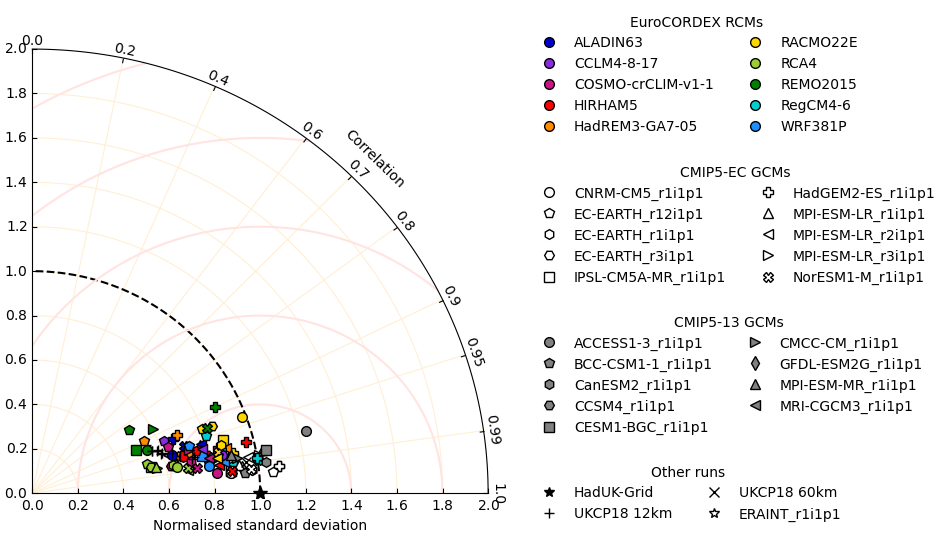 0.0
0.2
0.4
0.6
0.7
0.8
0.9
0.95
0.99
1.0
Correlation
2.0
1.8
1.6
1.4
1.2
1.0
0.8
0.6
0.4
0.2
0.0
0.0 0.2 0.4 0.6 0.8 1.0 1.2 1.4 1.6 1.8 2.0
Normalised standard deviation
EuroCORDEX RCMs
ALADIN63 RACMO22E
CCLM4-8-17 RCA4
COSMO-crCLIM-v1-1 REMO2015
HIRHAM5 RegCM4-6
HadREM3-GA7-05 WRF381P
CMIP5-EC GCMs
CNRM-CM5_r1i1p1 HadGEM2-ES_r1i1p1
EC-EARTH_r12i1p1 MPI-ESM-LR_r1i1p1
EC-EARTH_r1i1p1 MPI-ESM-LR_r2i1p1
EC-EARTH_r3i1p1 MPI-ESM-LR_r3i1p1
IPSL-CM5A-MR_r1i1p1 NorESM1-M_r1i1p1
CMIP5-13 GCMs
ACCESS1-3_r1i1p1 CMCC-CM_r1i1p1
BCC-CSM1-1_r1i1p1 GFDL-ESM2G_r1i1p1
CanESM2_r1i1p1 MPI-ESM-MR_r1i1p1
CCSM4_r1i1p1 MRI-CGCM3_r1i1p1
CESM1-BGC_r1i1p1
Other runs
HadUK-Grid UKCP18 60km
UKCP18 12km ERAINT_r1i1p1